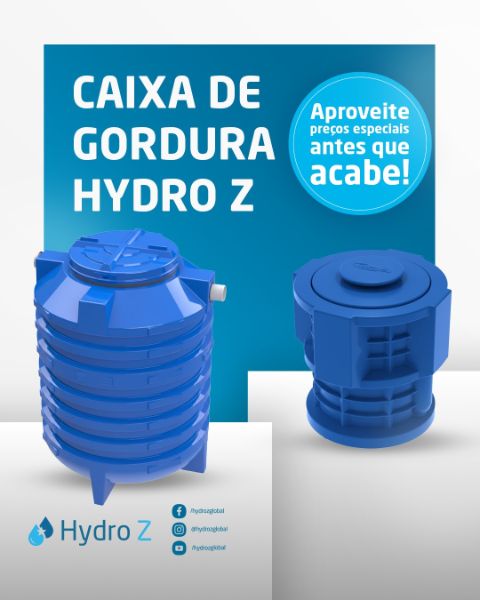 CAIXA DE
GORDURA
HYDRO Z
Aproveite
preços especiais
antes que
acabe!
Hydro Z
/hydrozglobal
@hydrozglobal
/hydrozglobal